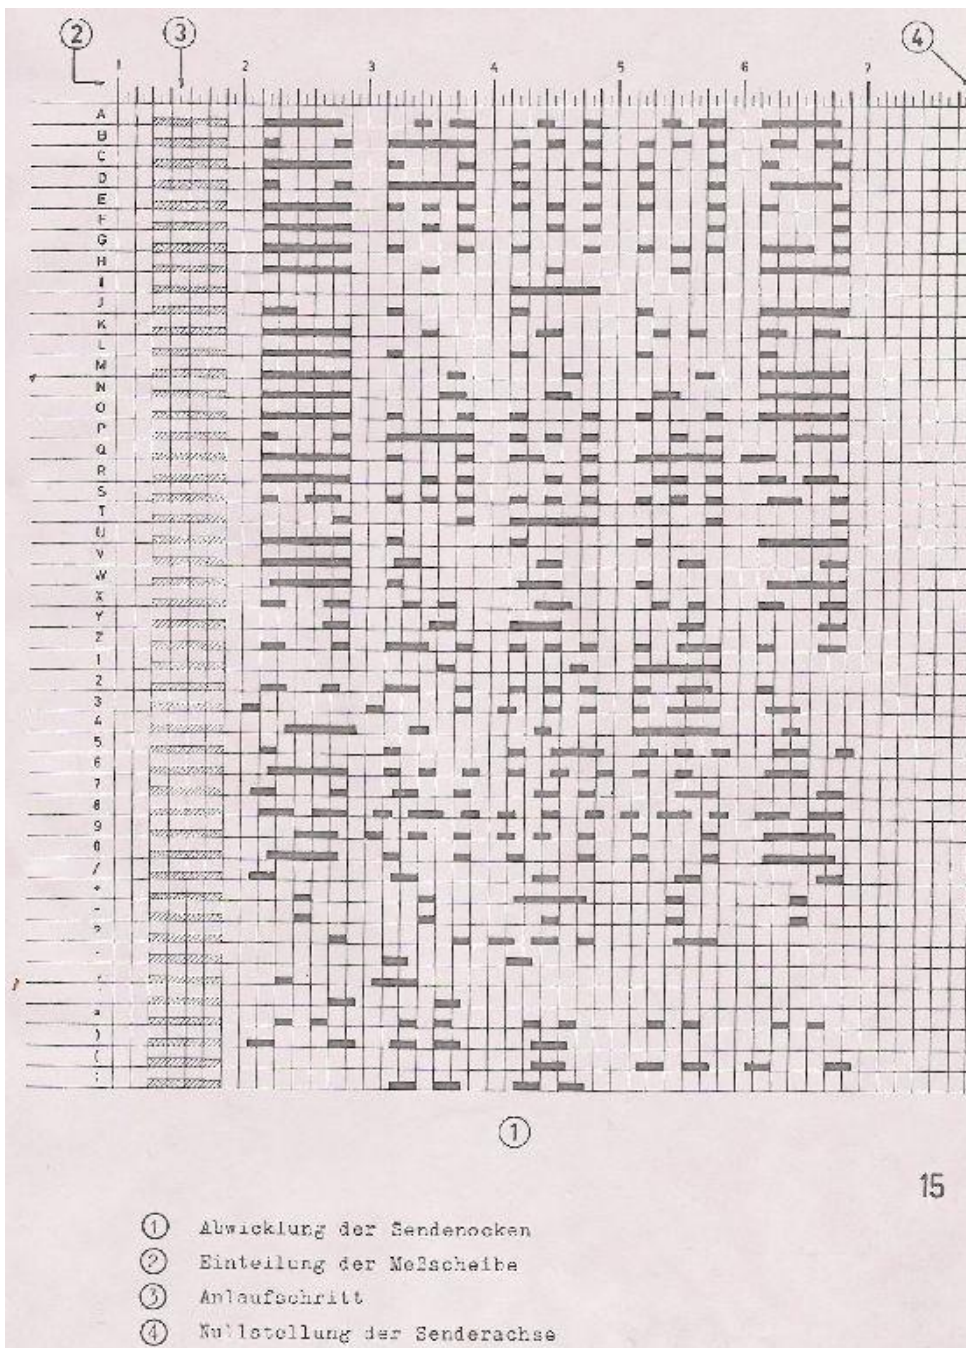 2 3 4
1 2 3 4 5 6 7
A
B
C
D
E
F
G
H
I
J
K
L
M
N
O
P
Q
R
S
T
U
V
W
X
Y
Z
1
2
3
4
5
6
7
8
9
0
/
+
-
?
)
(
:
1
15
1 Abwicklung der Sendenocken
2 Einteilung der Meßscheibe
3 Anlaufschritt
4 Nullstellung der Senderachse